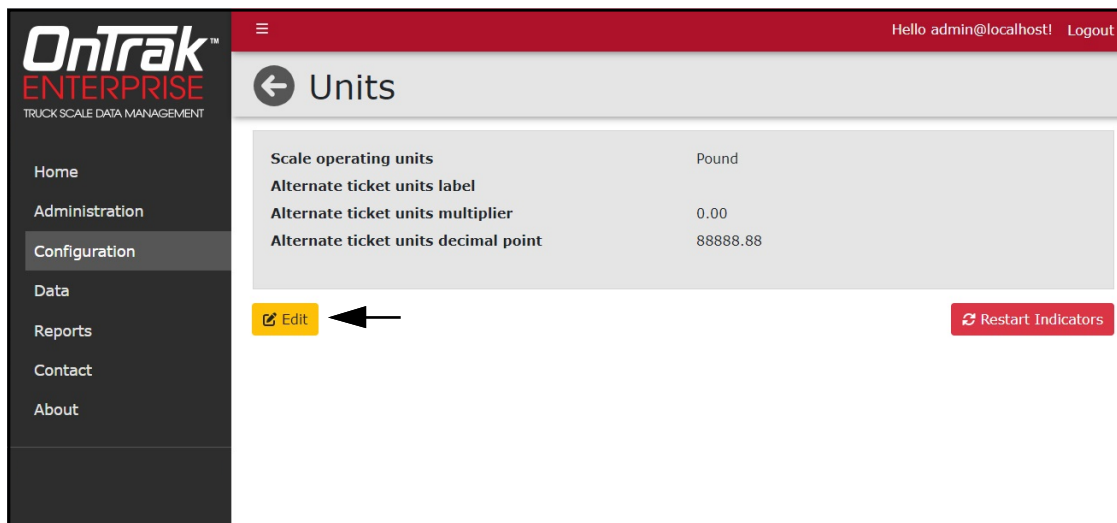 OnTrak™
ENTERPRISE
TRUCK SCALE DATA MANAGEMENT
Home
Administration
Configuration
Data
Reports
Contact
About
Hello admin@localhost! Logout
Units
Scale operating units Pound
Alternate ticket units label
Alternate ticket units multiplier 0.00
Alternate ticket units decimal point 88888.88
Edit
Restart Indicators